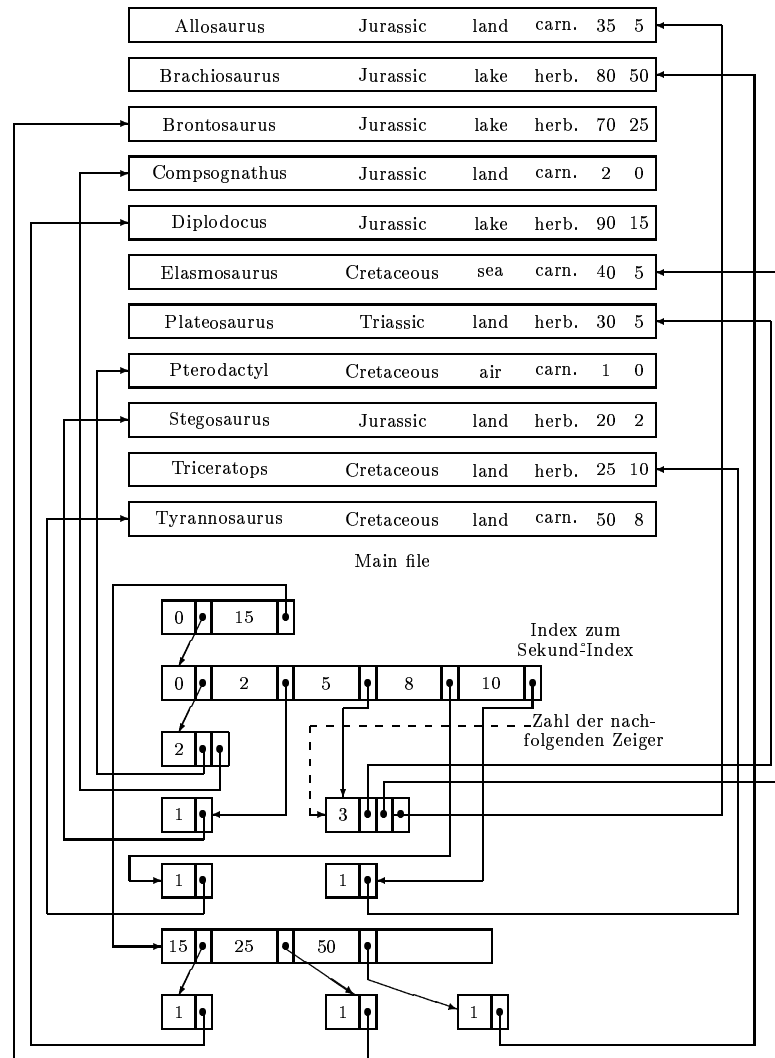 Allosaurus Jurassic land carn. 35 5
Brachiosaurus Jurassic lake herb. 80 50
Brontosaurus Jurassic lake herb. 70 25
Compsognathus Jurassic land carn. 2 0
Diplodocus Jurassic lake herb. 90 15
Elasmosaurus Cretaceous sea carn. 40 5
Plateosaurus Triassic land herb. 30 5
Pterodactyl Cretaceous air carn. 1 0
Stegosaurus Jurassic land herb. 20 2
Triceratops Cretaceous land herb. 25 10
Tyrannosaurus Cretaceous land carn. 50 8
Main file
0 15
Index zum
Sekund-Index
0 2 5 8 10
Zahl der nach-
folgenden Zeiger
2
1 3
1 1
15 25 50
1 1 1